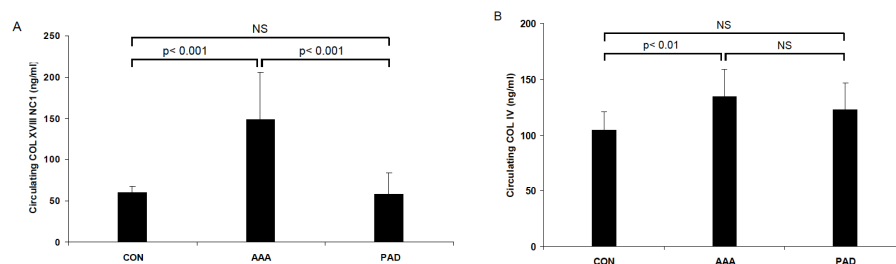 A
NS
p< 0.001
p< 0.001
Circulating COL XVIII NC1 (ng/ml)
250
200
150
100
50
0
CON
AAA
PAD
B
NS
p< 0.01
NS
Circulating COL IV (ng/ml)
200
150
100
50
0
CON
AAA
PAD